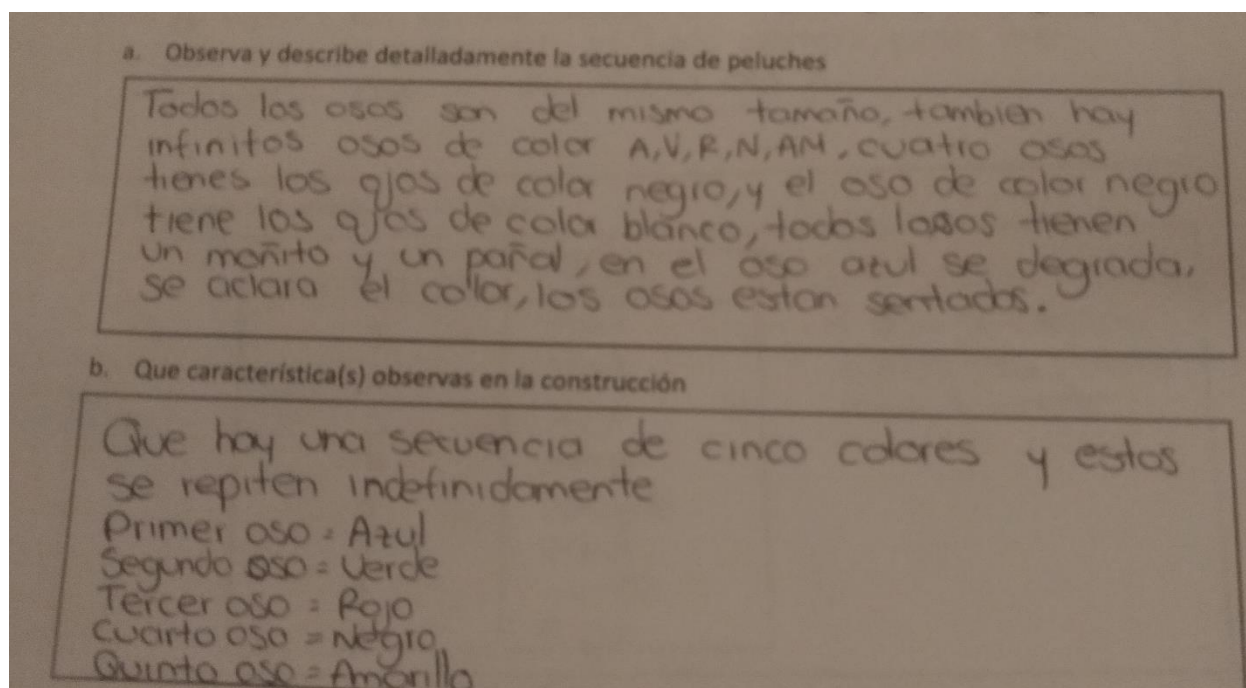 a. Observa y describe detalladamente la secuencia de peluches
Todos los osos son del mismo tamaño, tambien hay
infinitos osos de color A,V,R,N,AM, cuatro osos
tienes los ojos de color negro, y el oso de color negro
tiene los ojos de color blanco, todos losos tienen
un moñito y un pañal, en el oso azul se degrada,
se aclara el collor, los osos estan sentados.
b. Que característica(s) observas en la construcción
Que hay una secuencia de cinco colores y estos
se repiten indefinidamente
Primer oso = Azul
Segundo oso = Verde
Tercer oso = Rojo
Cuarto oso = Negro
Quinto oso = Amarillo